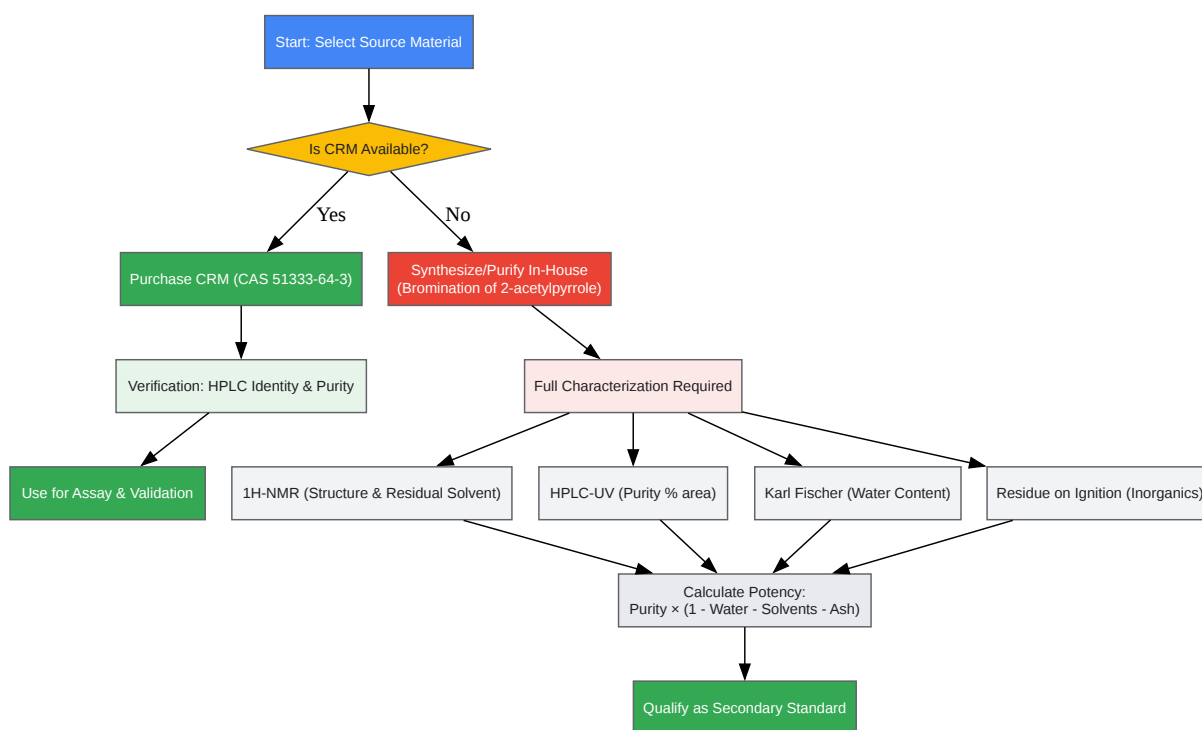 Start: Select Source Material
Is CRM Available?
Yes
No
Purchase CRM (CAS 51333-64-3)
Synthesize/Purify In-House
(Bromination of 2-acetylpyrrole)
Verification: HPLC Identity & Purity
Full Characterization Required
Use for Assay & Validation
1H-NMR (Structure & Residual Solvent)
HPLC-UV (Purity % area)
Karl Fischer (Water Content)
Residue on Ignition (Inorganics)
Calculate Potency:
Purity × (1 - Water - Solvents - Ash)
Qualify as Secondary Standard